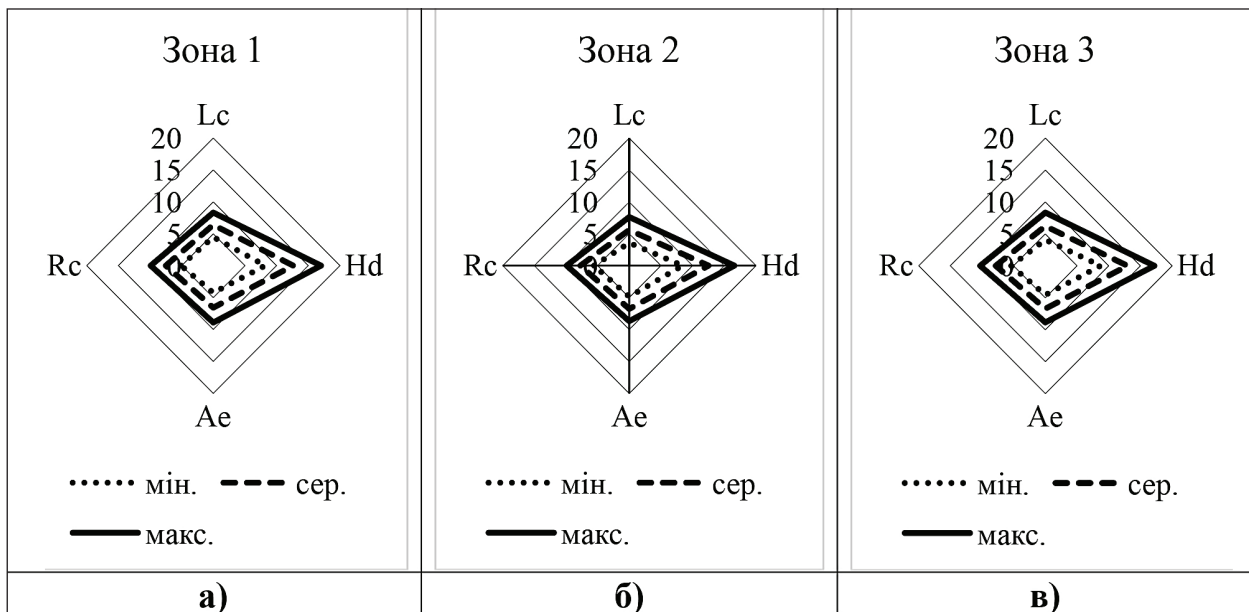 Зона 1
Lc
20
15
10
5
0
Rc
Hd
Ae
мін.
сер.
макс.
а)
Зона 2
Lc
20
15
10
5
0
Rc
Hd
Ae
мін.
сер.
макс.
б)
Зона 3
Lc
20
15
10
5
0
Rc
Hd
Ae
мін.
сер.
макс.
в)